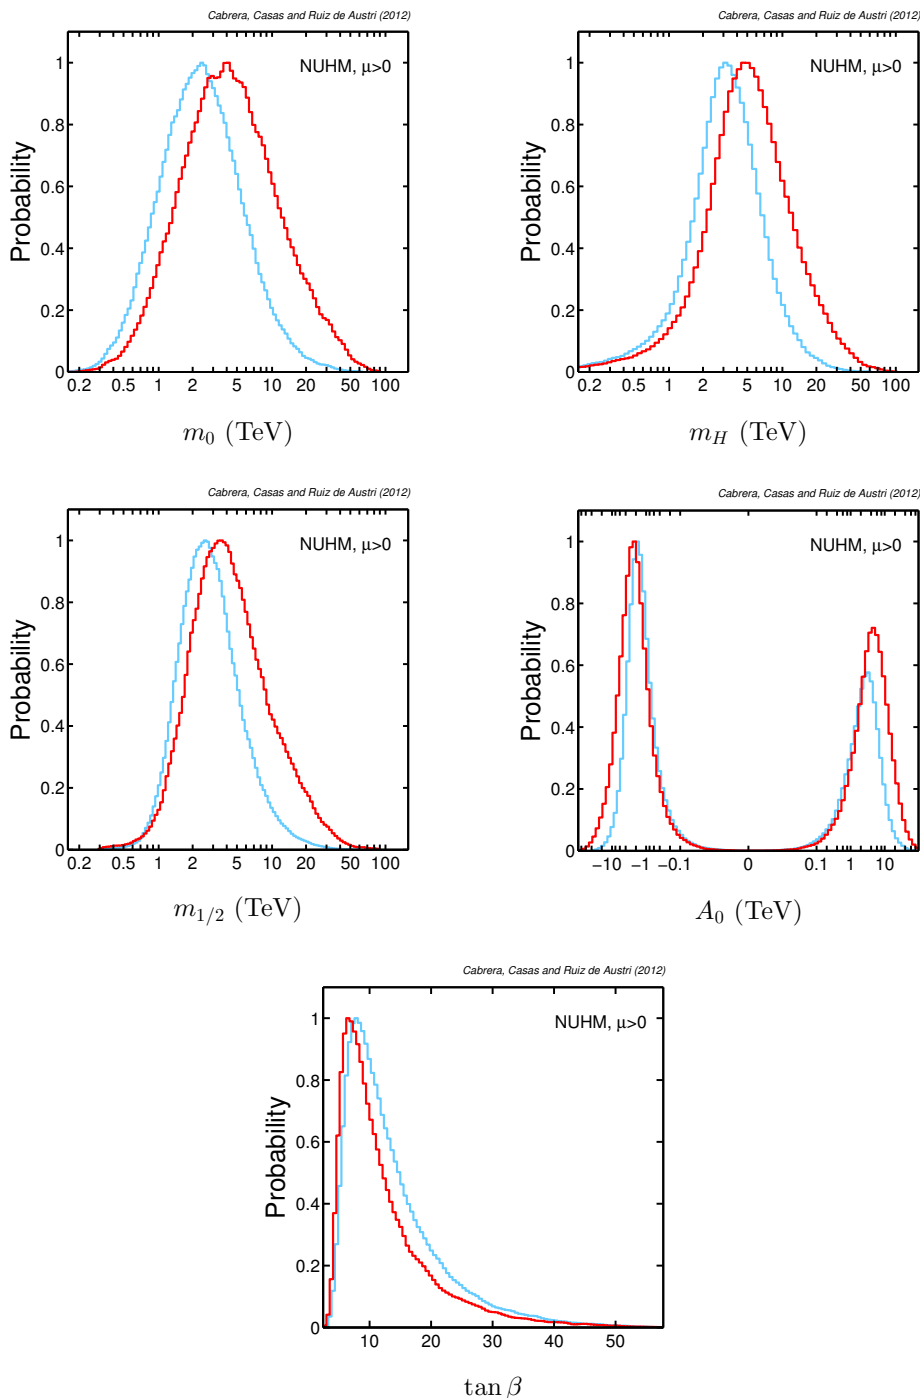 Cabrera, Casas and Ruiz de Austri (2012)
NUHM, μ>0
Probability
1
0.8
0.6
0.4
0.2
0
0.2 0.5 1 2 5 10 20 50 100
m₀ (TeV)
Cabrera, Casas and Ruiz de Austri (2012)
NUHM, μ>0
Probability
1
0.8
0.6
0.4
0.2
0
0.2 0.5 1 2 5 10 20 50 100
m_H (TeV)
Cabrera, Casas and Ruiz de Austri (2012)
NUHM, μ>0
Probability
1
0.8
0.6
0.4
0.2
0
0.2 0.5 1 2 5 10 20 50 100
m_{1/2} (TeV)
Cabrera, Casas and Ruiz de Austri (2012)
NUHM, μ>0
Probability
1
0.8
0.6
0.4
0.2
0
−10 −1 −0.1 0 0.1 1 10
A₀ (TeV)
Cabrera, Casas and Ruiz de Austri (2012)
NUHM, μ>0
Probability
1
0.8
0.6
0.4
0.2
0
10 20 30 40 50
tan β